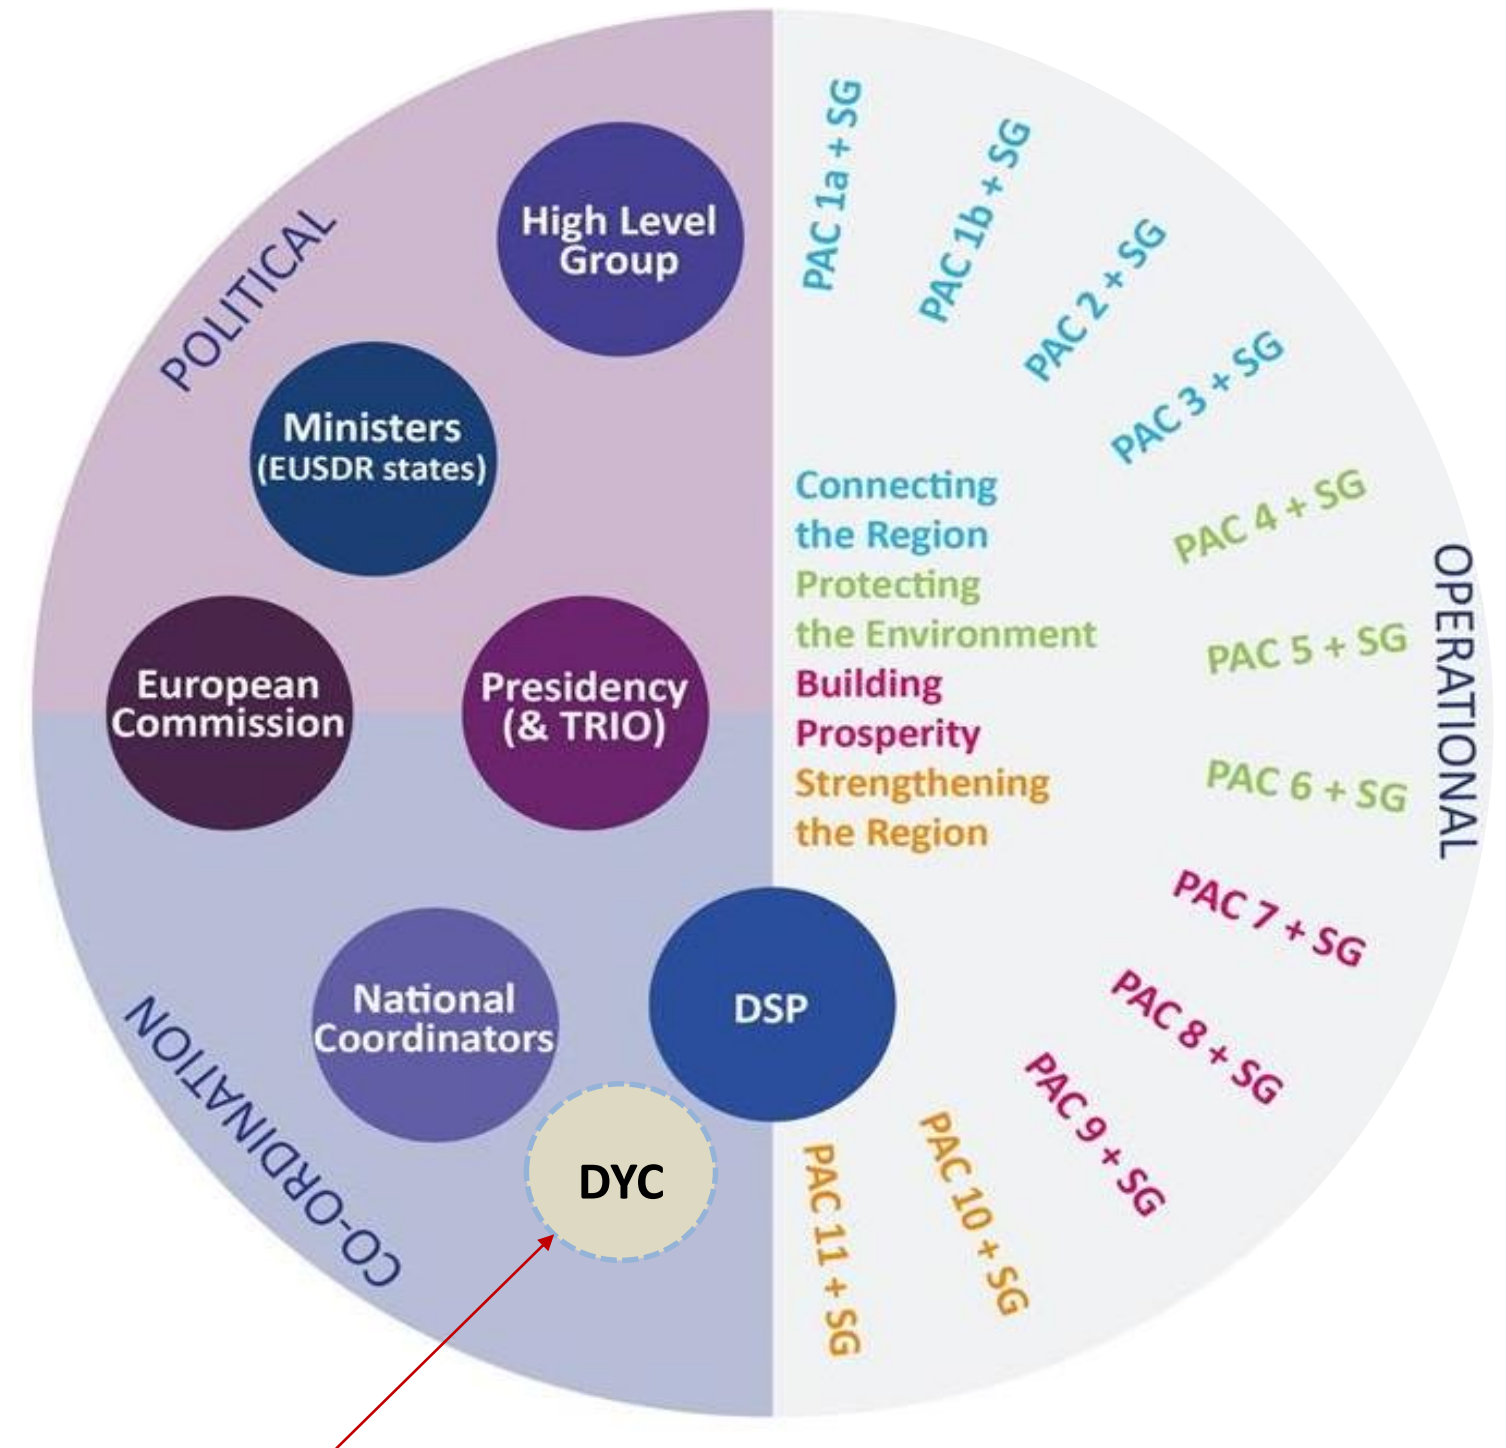 POLITICAL
High Level
Group
Ministers
(EUSDR states)
European
Commission
Presidency
(& TRIO)
CO-ORDINATION
National
Coordinators
DSP
DYC
Connecting
the Region
Protecting
the Environment
Building
Prosperity
Strengthening
the Region
PAC 1a + SG
PAC 1b + SG
PAC 2 + SG
PAC 3 + SG
PAC 4 + SG
PAC 5 + SG
PAC 6 + SG
PAC 7 + SG
PAC 8 + SG
PAC 9 + SG
PAC 10 + SG
PAC 11 + SG
OPERATIONAL